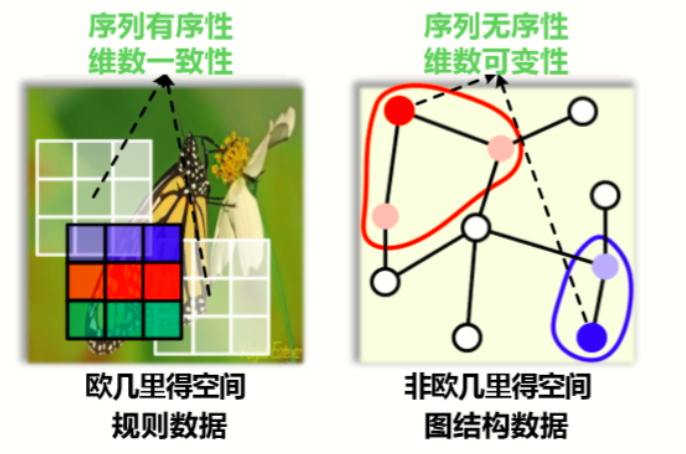 序列有序性
维数一致性
序列无序性
维数可变性
欧几里得空间
规则数据
非欧几里得空间
图结构数据